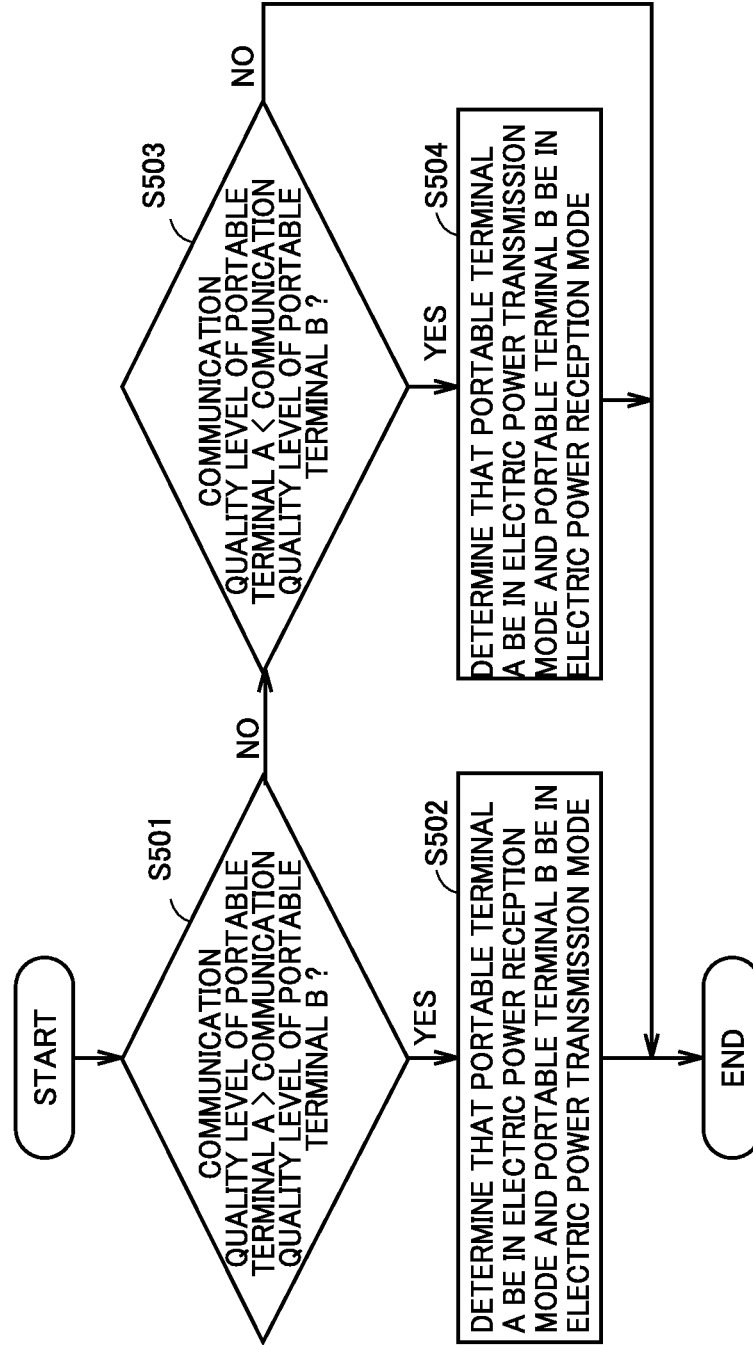 START
S501
COMMUNICATION
QUALITY LEVEL OF PORTABLE
TERMINAL A > COMMUNICATION
QUALITY LEVEL OF PORTABLE
TERMINAL B ?
NO
YES
S502
DETERMINE THAT PORTABLE TERMINAL
A BE IN ELECTRIC POWER RECEPTION
MODE AND PORTABLE TERMINAL B BE IN
ELECTRIC POWER TRANSMISSION MODE
S503
COMMUNICATION
QUALITY LEVEL OF PORTABLE
TERMINAL A < COMMUNICATION
QUALITY LEVEL OF PORTABLE
TERMINAL B ?
NO
YES
S504
DETERMINE THAT PORTABLE TERMINAL
A BE IN ELECTRIC POWER TRANSMISSION
MODE AND PORTABLE TERMINAL B BE IN
ELECTRIC POWER RECEPTION MODE
END